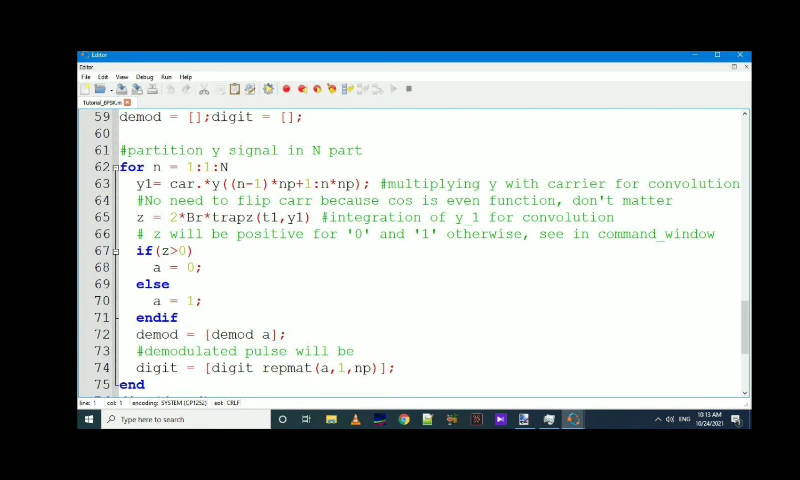 Editor
Editor
File Edit View Debug Run Help
Tutorial_BPSK.m
59 demod = [];digit = [];
60
61 #partition y signal in N part
62 for n = 1:1:N
63 y1= car.*y((n-1)*np+1:n*np); #multiplying y with carrier for convolution
64 #No need to flip carr because cos is even function, don't matter
65 z = 2*Br*trapz(t1,y1) #integration of y_1 for convolution
66 # z will be positive for '0' and '1' otherwise, see in command_window
67 if(z>0)
68 a = 0;
69 else
70 a = 1;
71 endif
72 demod = [demod a];
73 #demodulated pulse will be
74 digit = [digit repmat(a,1,np)];
75 end
line: 1 col: 1 encoding: SYSTEM (CP1252) eol: CRLF
Type here to search
ENG
10:13 AM
10/24/2021